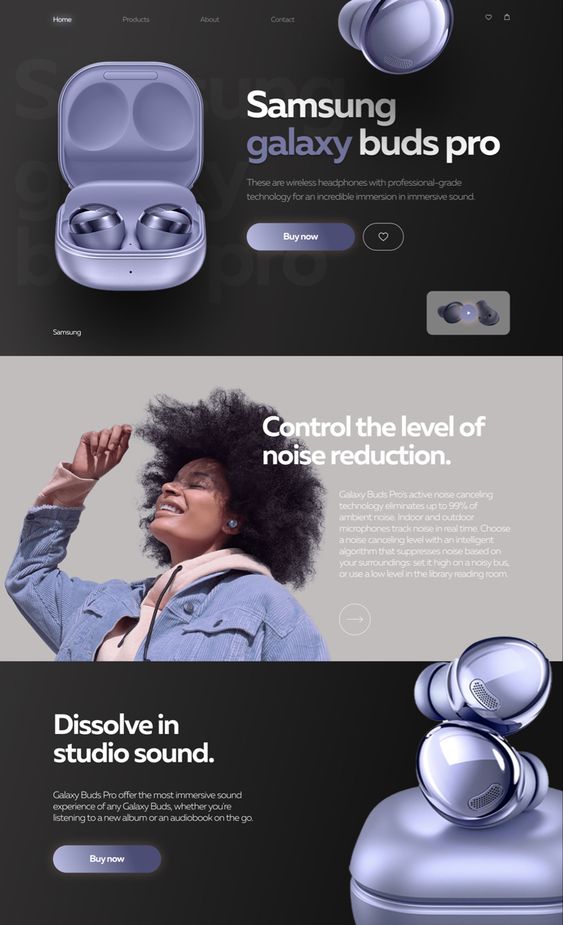 Home
Products
About
Contact
Samsung
galaxy buds pro
Samsung
galaxy buds pro
These are wireless headphones with professional-grade
technology for an incredible immersion in immersive sound.
Buy now
Samsung
Control the level of
noise reduction.
Galaxy Buds Pro's active noise canceling
technology eliminates up to 99% of
ambient noise. Indoor and outdoor
microphones track noise in real time. Choose
a noise canceling level with an intelligent
algorithm that suppresses noise based on
your surroundings: set it high on a noisy bus,
or use a low level in the library reading room.
Dissolve in
studio sound.
Galaxy Buds Pro offer the most immersive sound
experience of any Galaxy Buds, whether you're
listening to a new album or an audiobook on the go.
Buy now